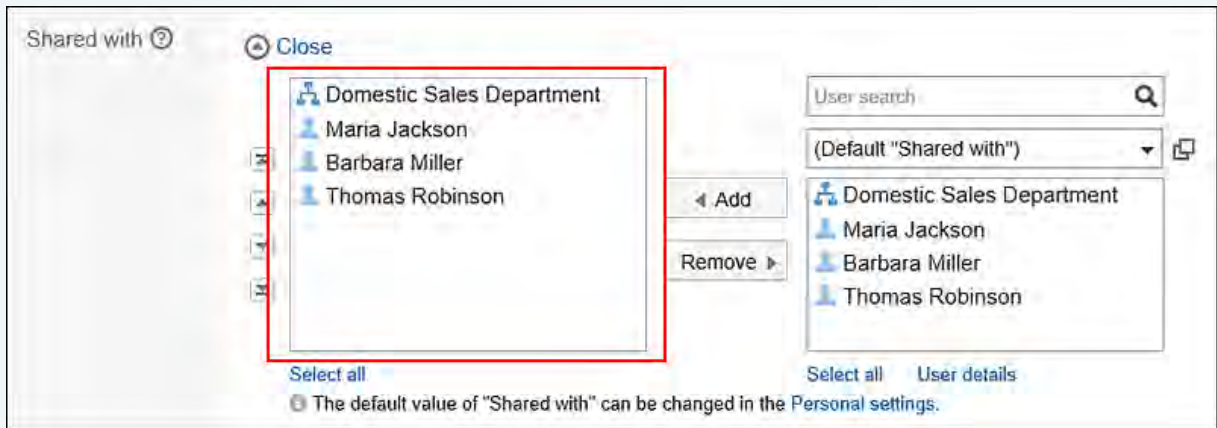 Shared with
Close
Domestic Sales Department
Maria Jackson
Barbara Miller
Thomas Robinson
Select all
Add
Remove
User search
(Default "Shared with")
Domestic Sales Department
Maria Jackson
Barbara Miller
Thomas Robinson
Select all User details
The default value of "Shared with" can be changed in the Personal settings.